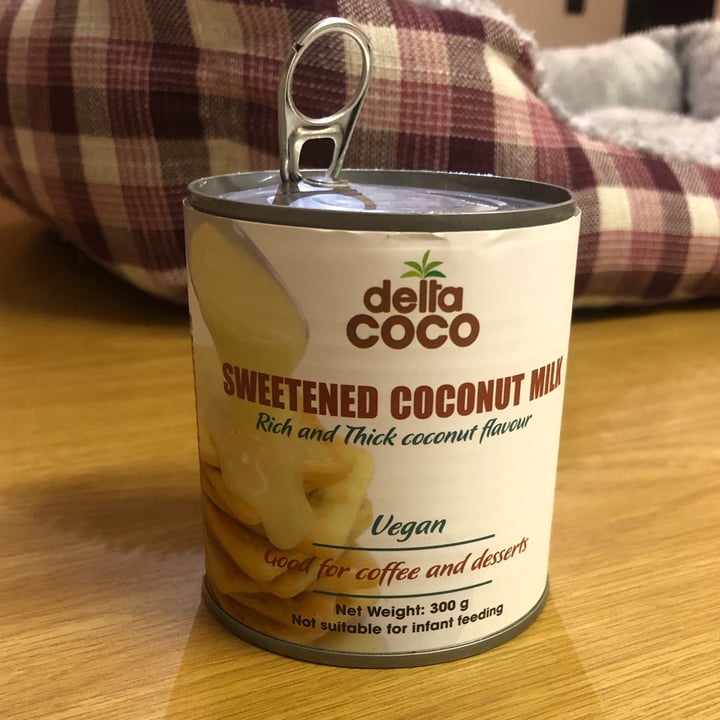 delta
COCO
SWEETENED COCONUT MILK
Rich and Thick coconut flavour
Vegan
Good for coffee and desserts
Net Weight: 300 g
Not suitable for infant feeding